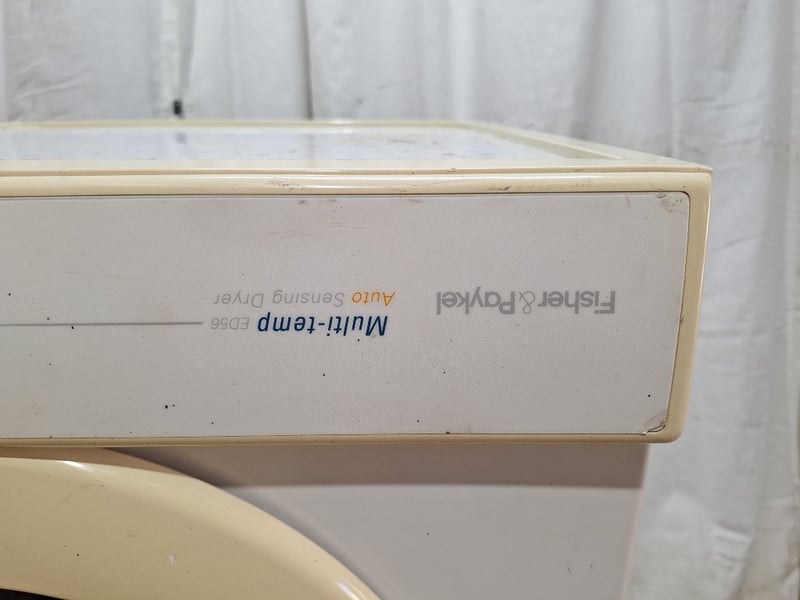 Fisher&Paykel
Multi-temp ED56
Auto Sensing Dryer